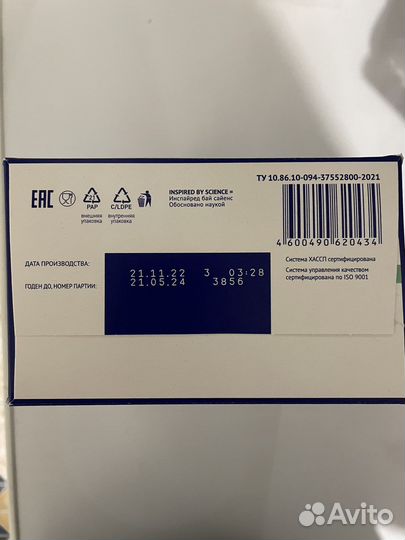 ТУ 10.86.10-094-37552800-2021
EAC
21
PAP
внешняя
упаковка
C/LDPE
внутренняя
упаковка
INSPIRED BY SCIENCE =
Инспайред бай сайенс
Обосновано наукой
4 600490 620434
ДАТА ПРОИЗВОДСТВА:
21.11.22 3 03:28
ГОДЕН ДО, НОМЕР ПАРТИИ:
21.05.24 3856
Система ХАССП сертифицирована
Система управления качеством
сертифицирована по ISO 9001
Avito